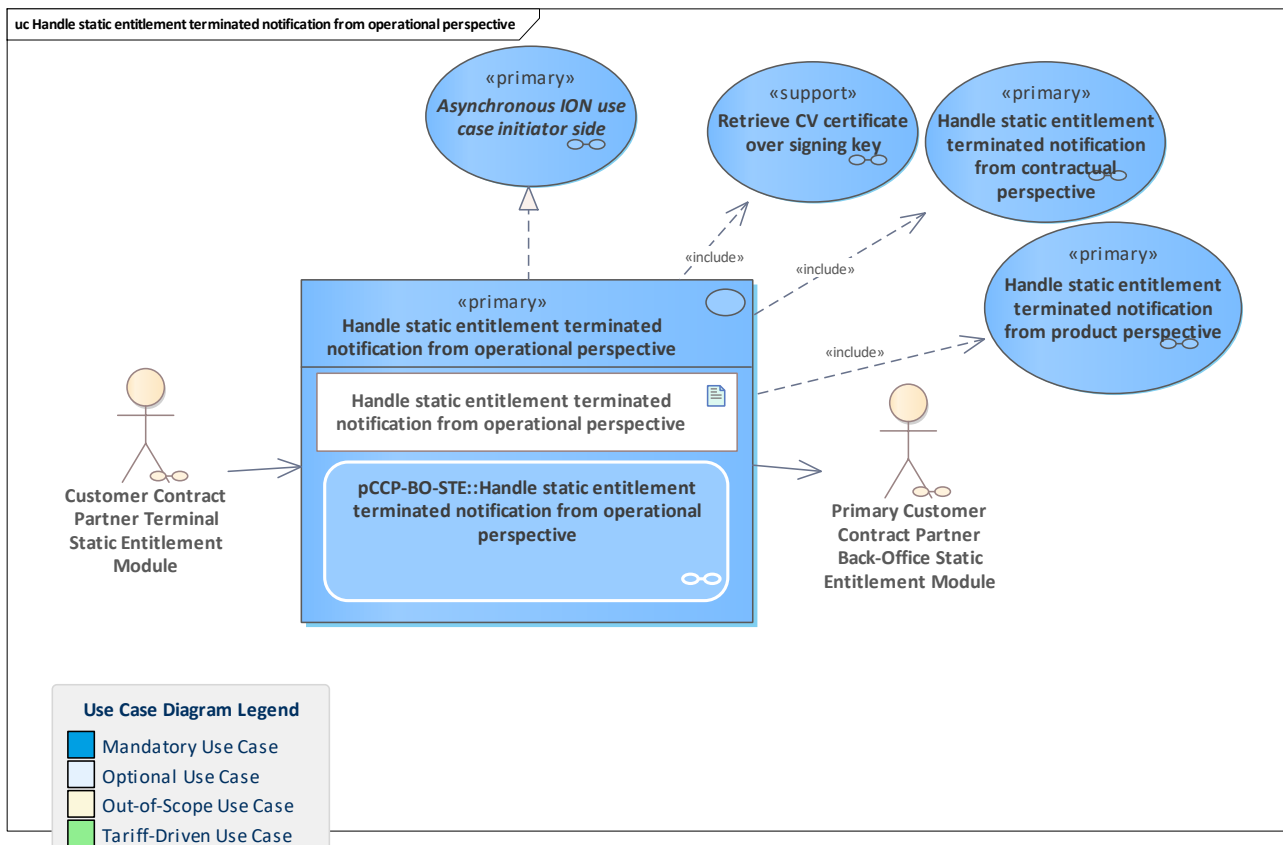 uc Handle static entitlement terminated notification from operational perspective
«primary»
Asynchronous ION use
case initiator side
«support»
Retrieve CV certificate
over signing key
«primary»
Handle static entitlement
terminated notification
from contractual
perspective
«primary»
Handle static entitlement
terminated notification
from product perspective
«include»
«include»
«include»
«primary»
Handle static entitlement terminated
notification from operational perspective
Handle static entitlement terminated
notification from operational perspective
pCCP-BO-STE::Handle static entitlement
terminated notification from operational
perspective
Customer Contract
Partner Terminal
Static Entitlement
Module
Primary Customer
Contract Partner
Back-Office Static
Entitlement Module
Use Case Diagram Legend
Mandatory Use Case
Optional Use Case
Out-of-Scope Use Case
Tariff-Driven Use Case